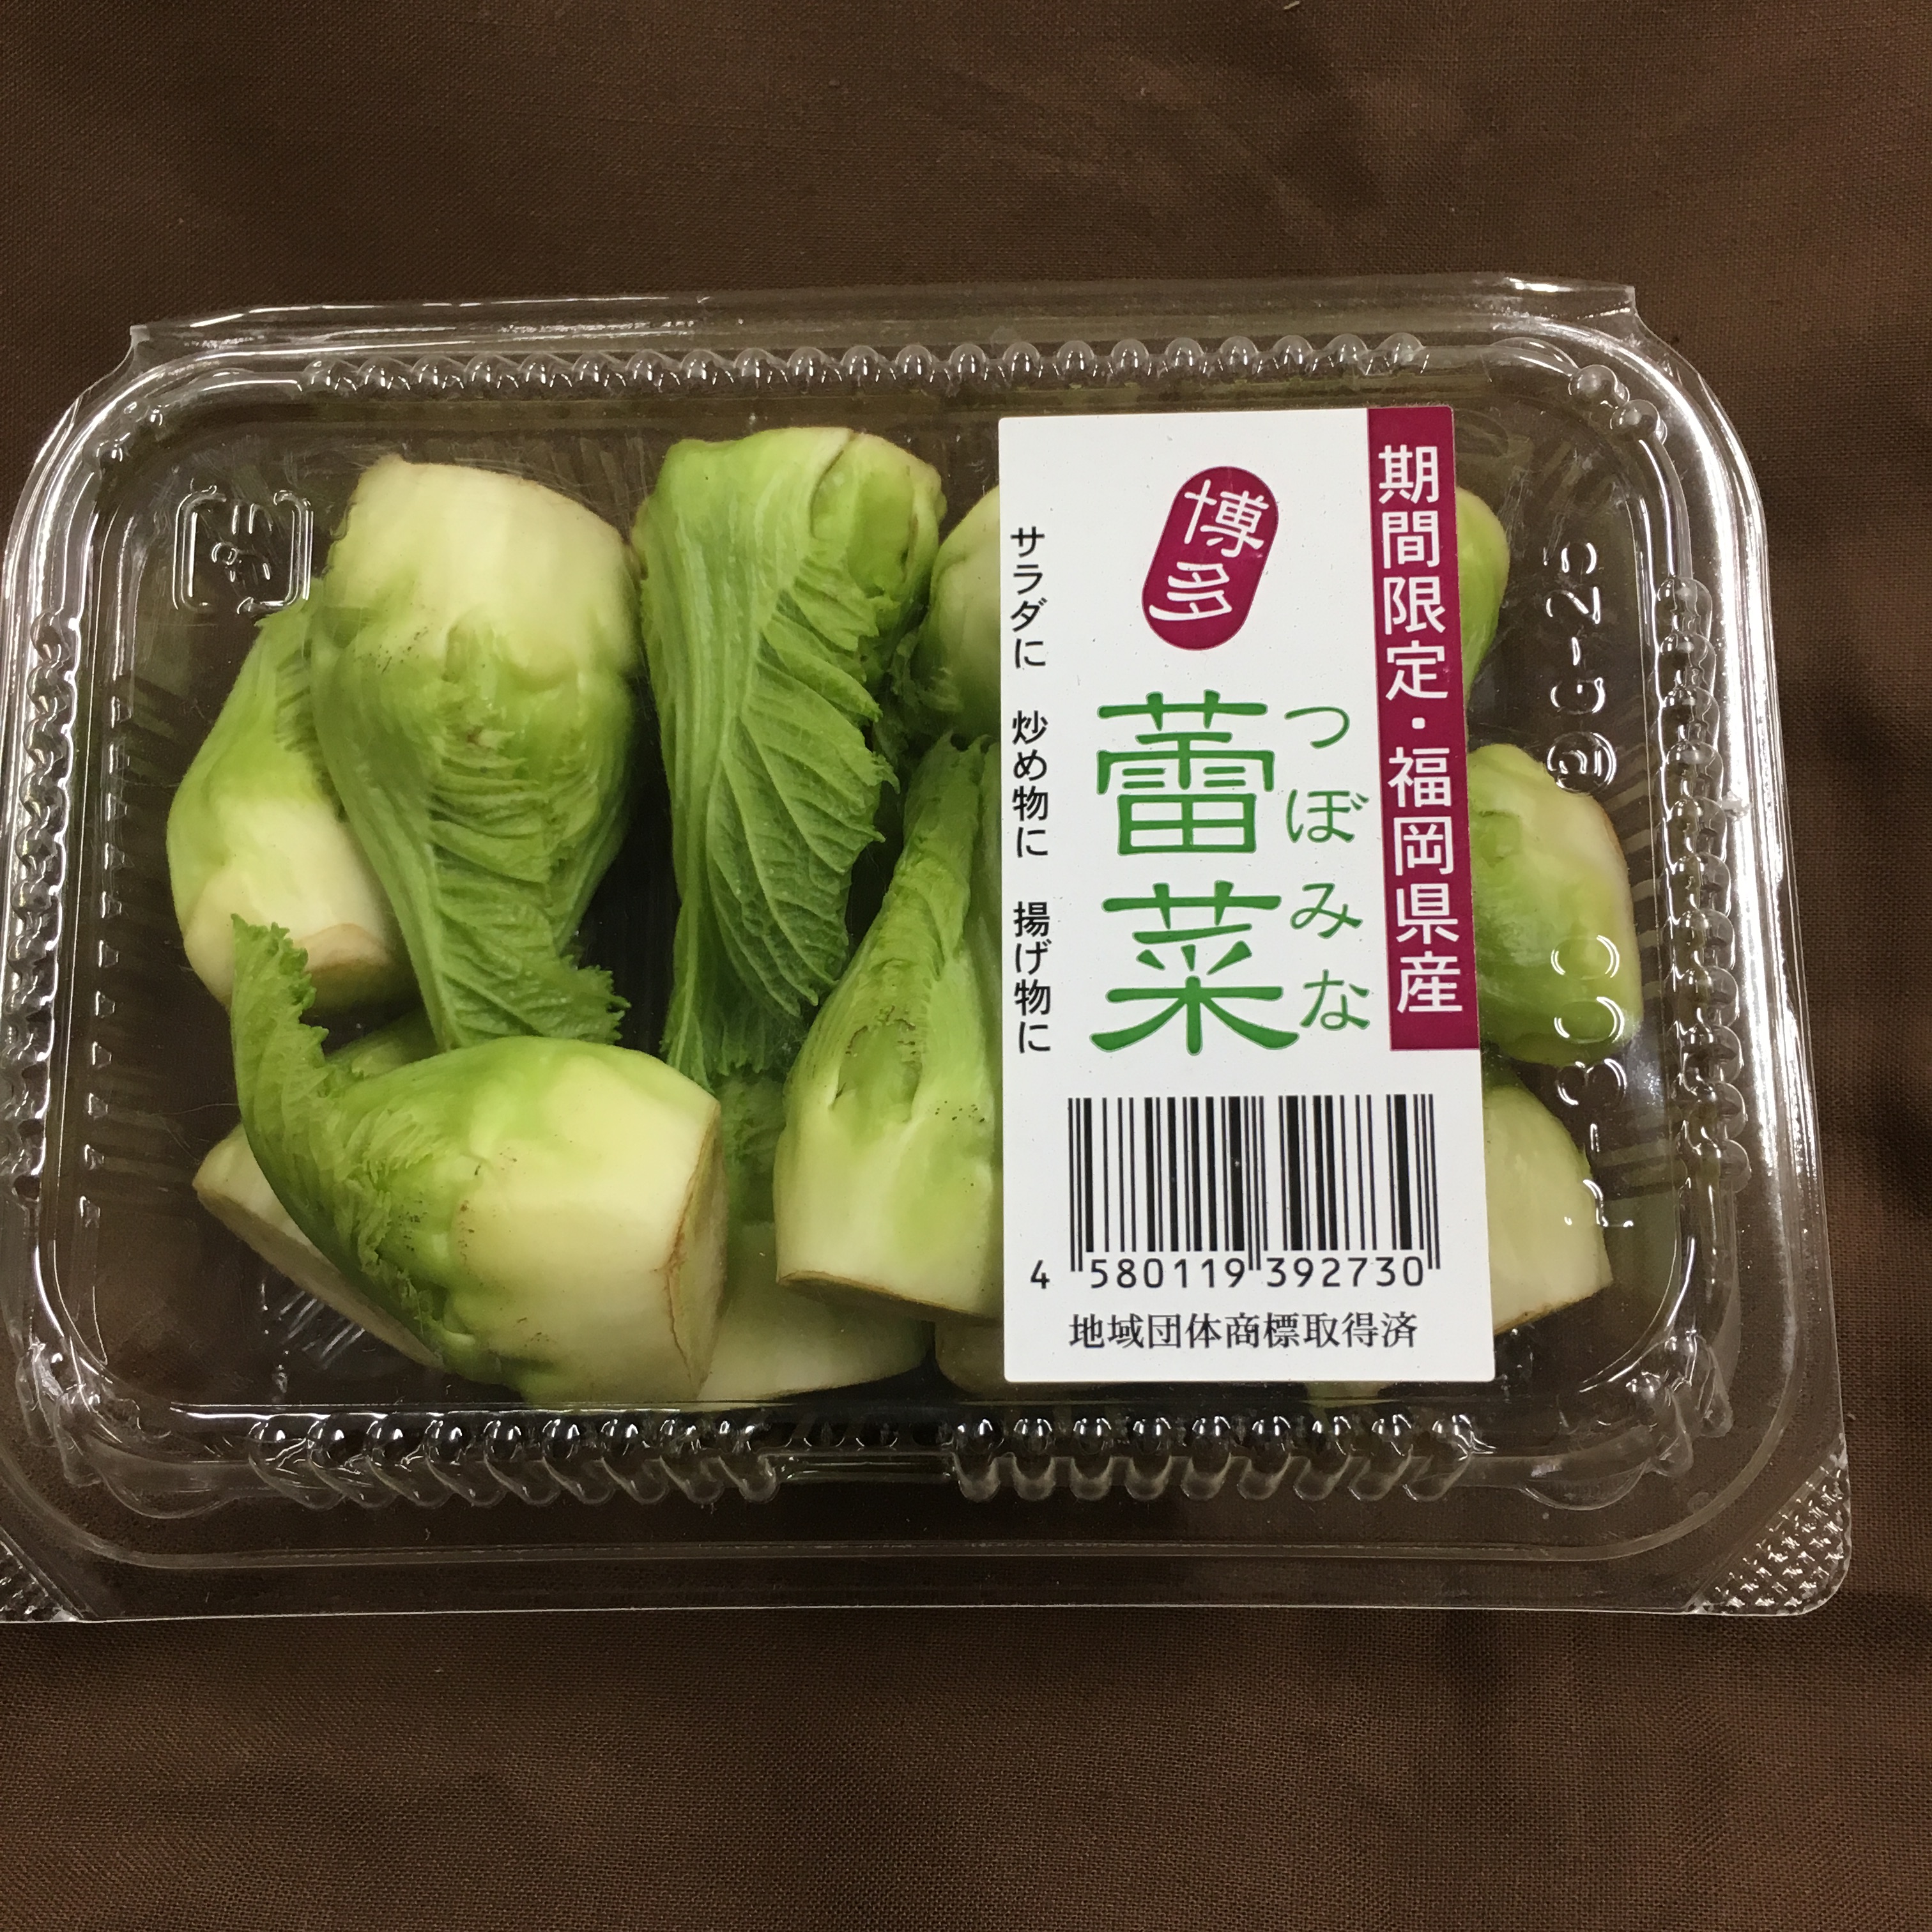 期間限定・福岡県産
博多
つぼみな
蕾菜
サラダに 炒め物に 揚げ物に
4 580119 392730
地域団体商標取得済